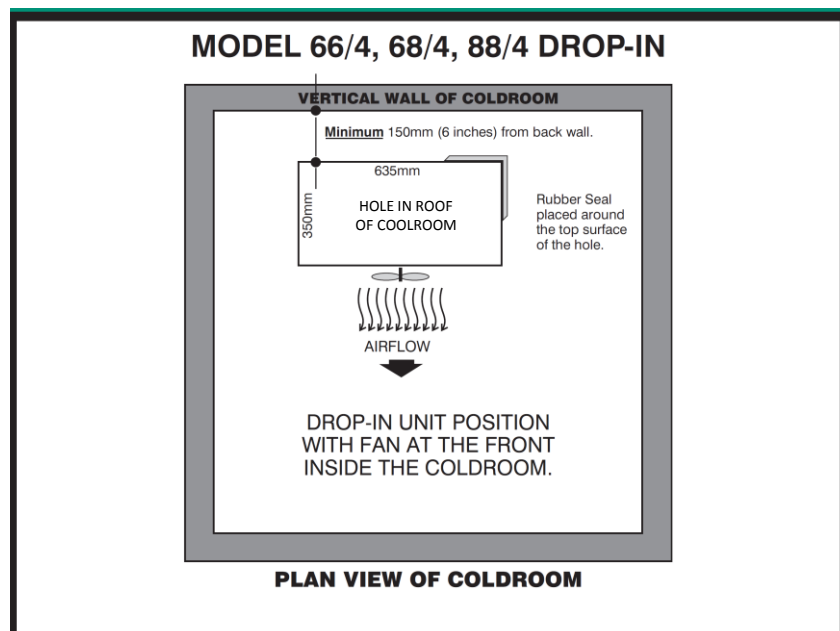 MODEL 66/4, 68/4, 88/4 DROP-IN
VERTICAL WALL OF COLDROOM
Minimum 150mm (6 inches) from back wall.
635mm
350mm
HOLE IN ROOF
OF COOLROOM
Rubber Seal
placed around
the top surface
of the hole.
AIRFLOW
DROP-IN UNIT POSITION
WITH FAN AT THE FRONT
INSIDE THE COLDROOM.
PLAN VIEW OF COLDROOM